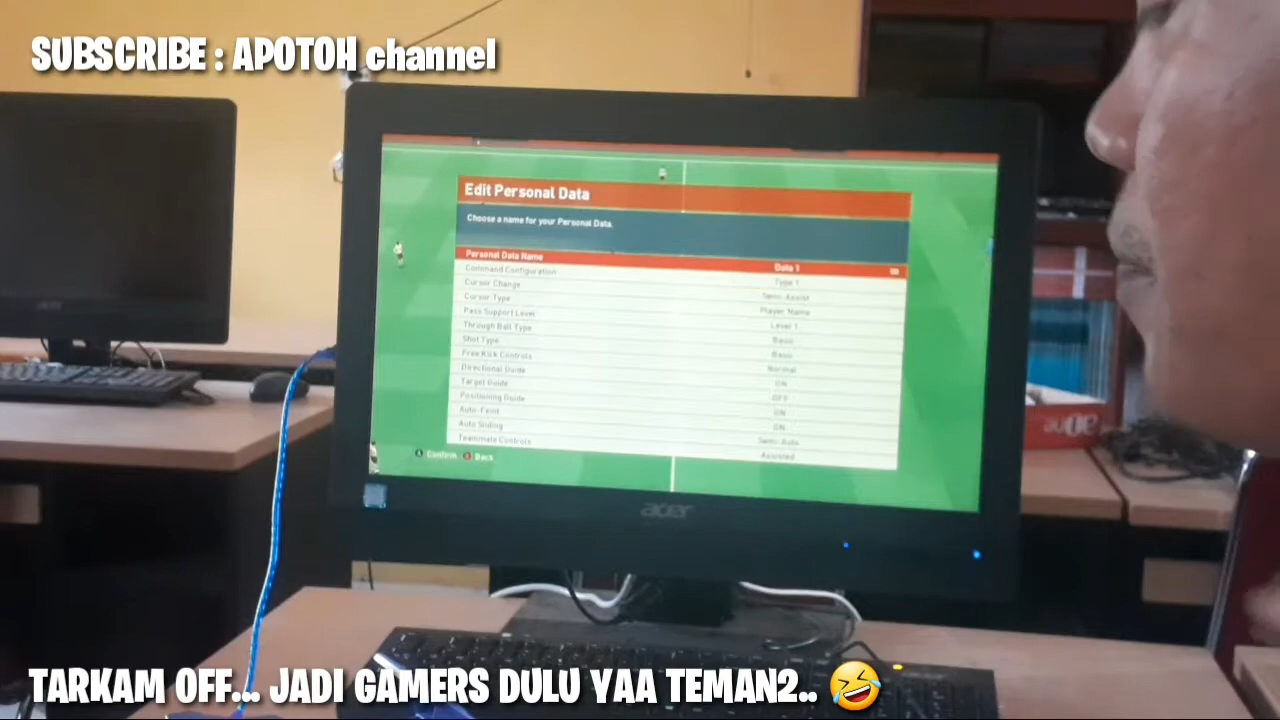 SUBSCRIBE : APOTOH channel
Edit Personal Data
Choose a name for your Personal Data.
Personal Data Name Data 1
Command Configuration Type 1
Cursor Change Semi-Assist
Cursor Type Player Name
Pass Support Level Level 1
Through Ball Type Basic
Shot Type Basic
Free Kick Controls Normal
Directional Guide ON
Target Guide OFF
Positioning Guide ON
Auto-Feint ON
Auto Sliding Semi-Auto
Teammate Controls Assisted
Confirm Back
acer
TARKAM OFF... JADI GAMERS DULU YAA TEMAN2.. 🤣